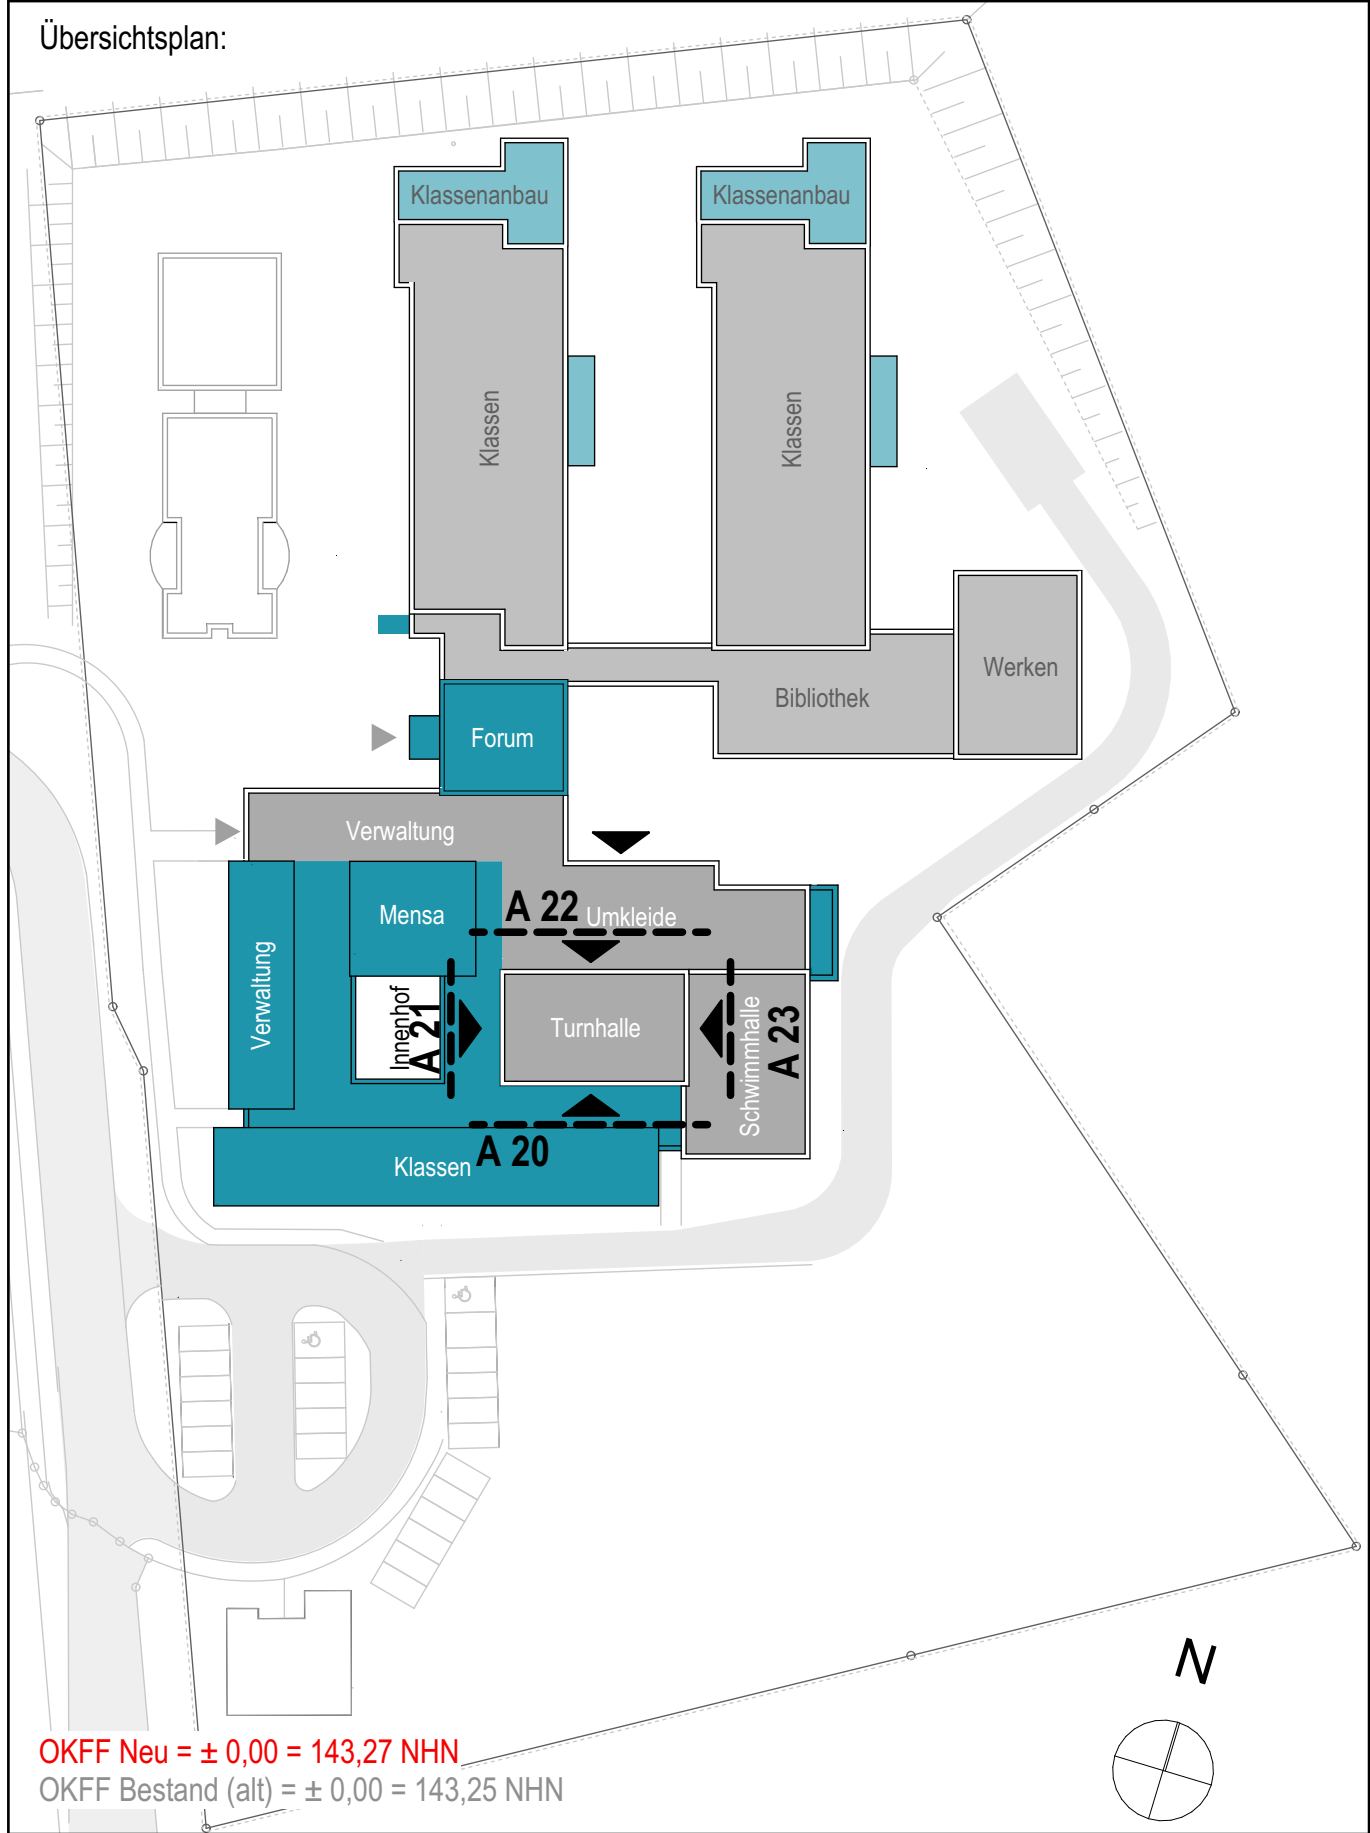 Übersichtsplan:
Klassenanbau
Klassenanbau
Klassen
Klassen
Werken
Bibliothek
Forum
Verwaltung
Mensa
A 22
Umkleide
Verwaltung
Innenhof
A 21
Turnhalle
Schwimmhalle
A 23
Klassen
A 20
N
OKFF Neu = ± 0,00 = 143,27 NHN
OKFF Bestand (alt) = ± 0,00 = 143,25 NHN